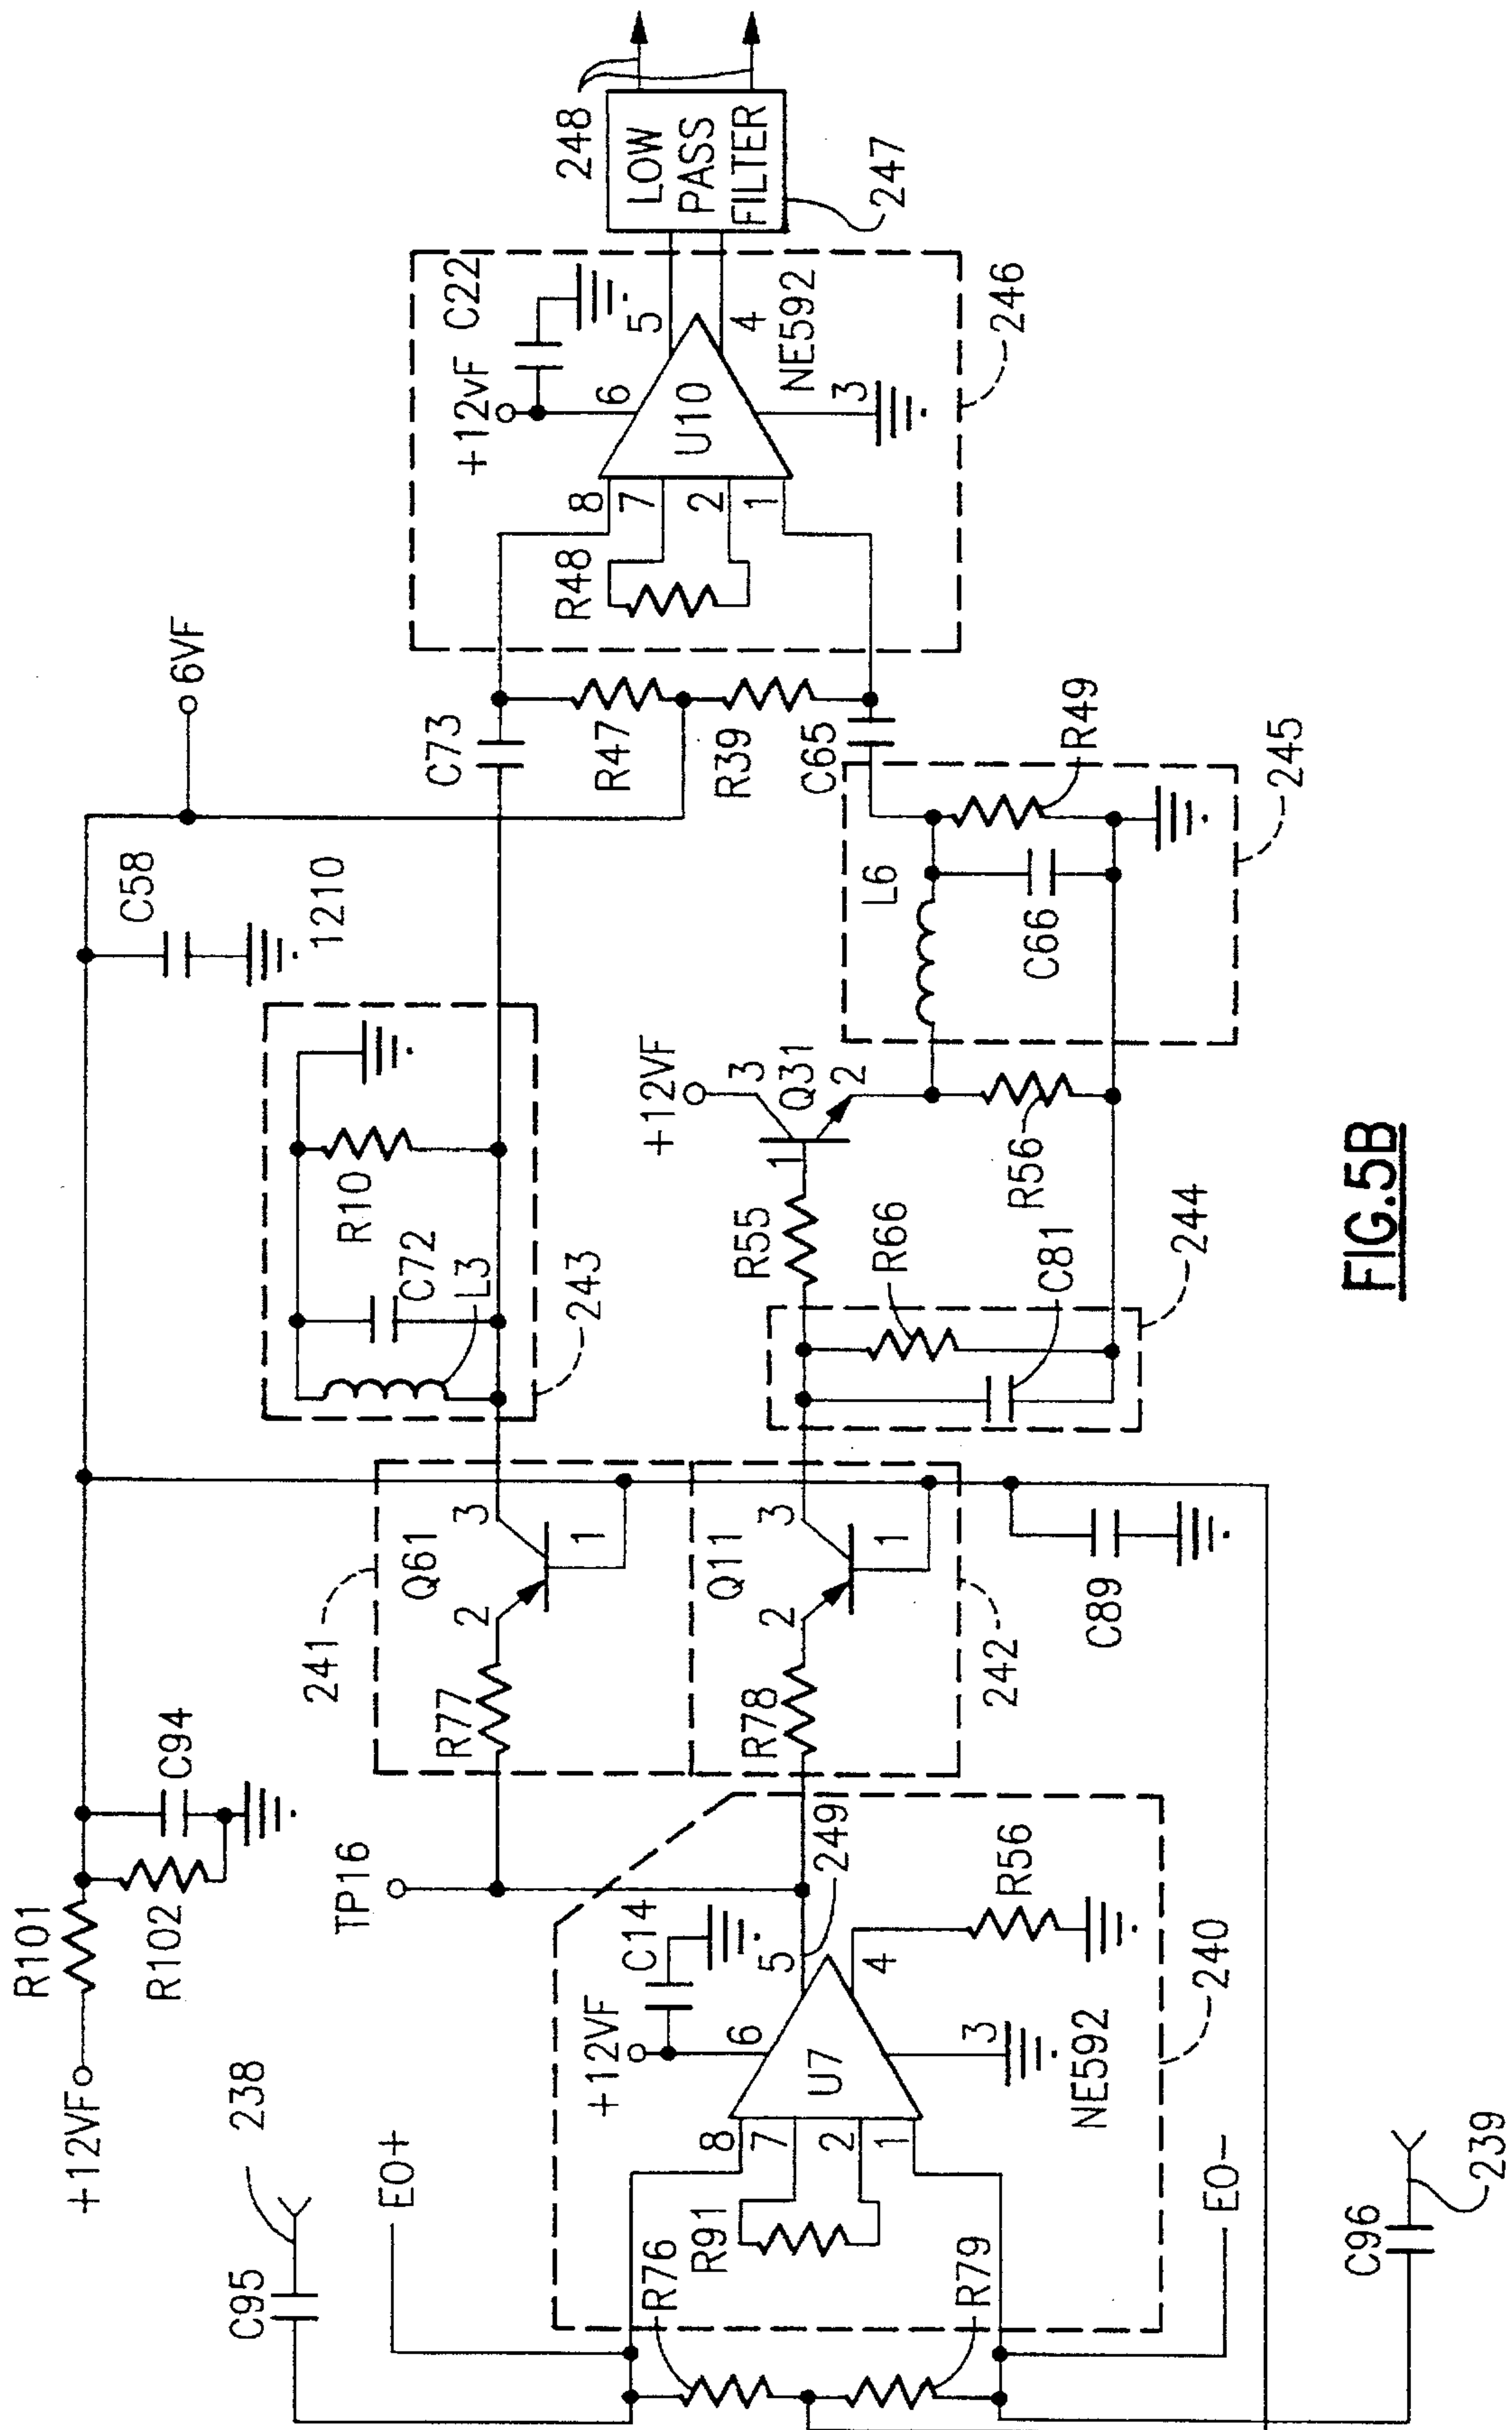 +12VF
R101
R102
C94
C58
1210
6VF
238
C95
EO+
TP16
241
R77
2
Q61
3
1
R10
C72
L3
243
C73
R47
R39
+12vF
C22
6
8
7
2
1
R48
U10
5
4
3
NE592
246
LOW
PASS
FILTER
248
247
+12VF
C14
6
8
7
2
1
R91
U7
5
4
3
249
R56
NE592
240
R76
R79
EO-
C96
239
R78
2
Q11
3
1
242
C89
R55
R66
C81
244
+12VF
3
Q31
1
2
R56
L6
C66
C65
R49
245
FIG.5B